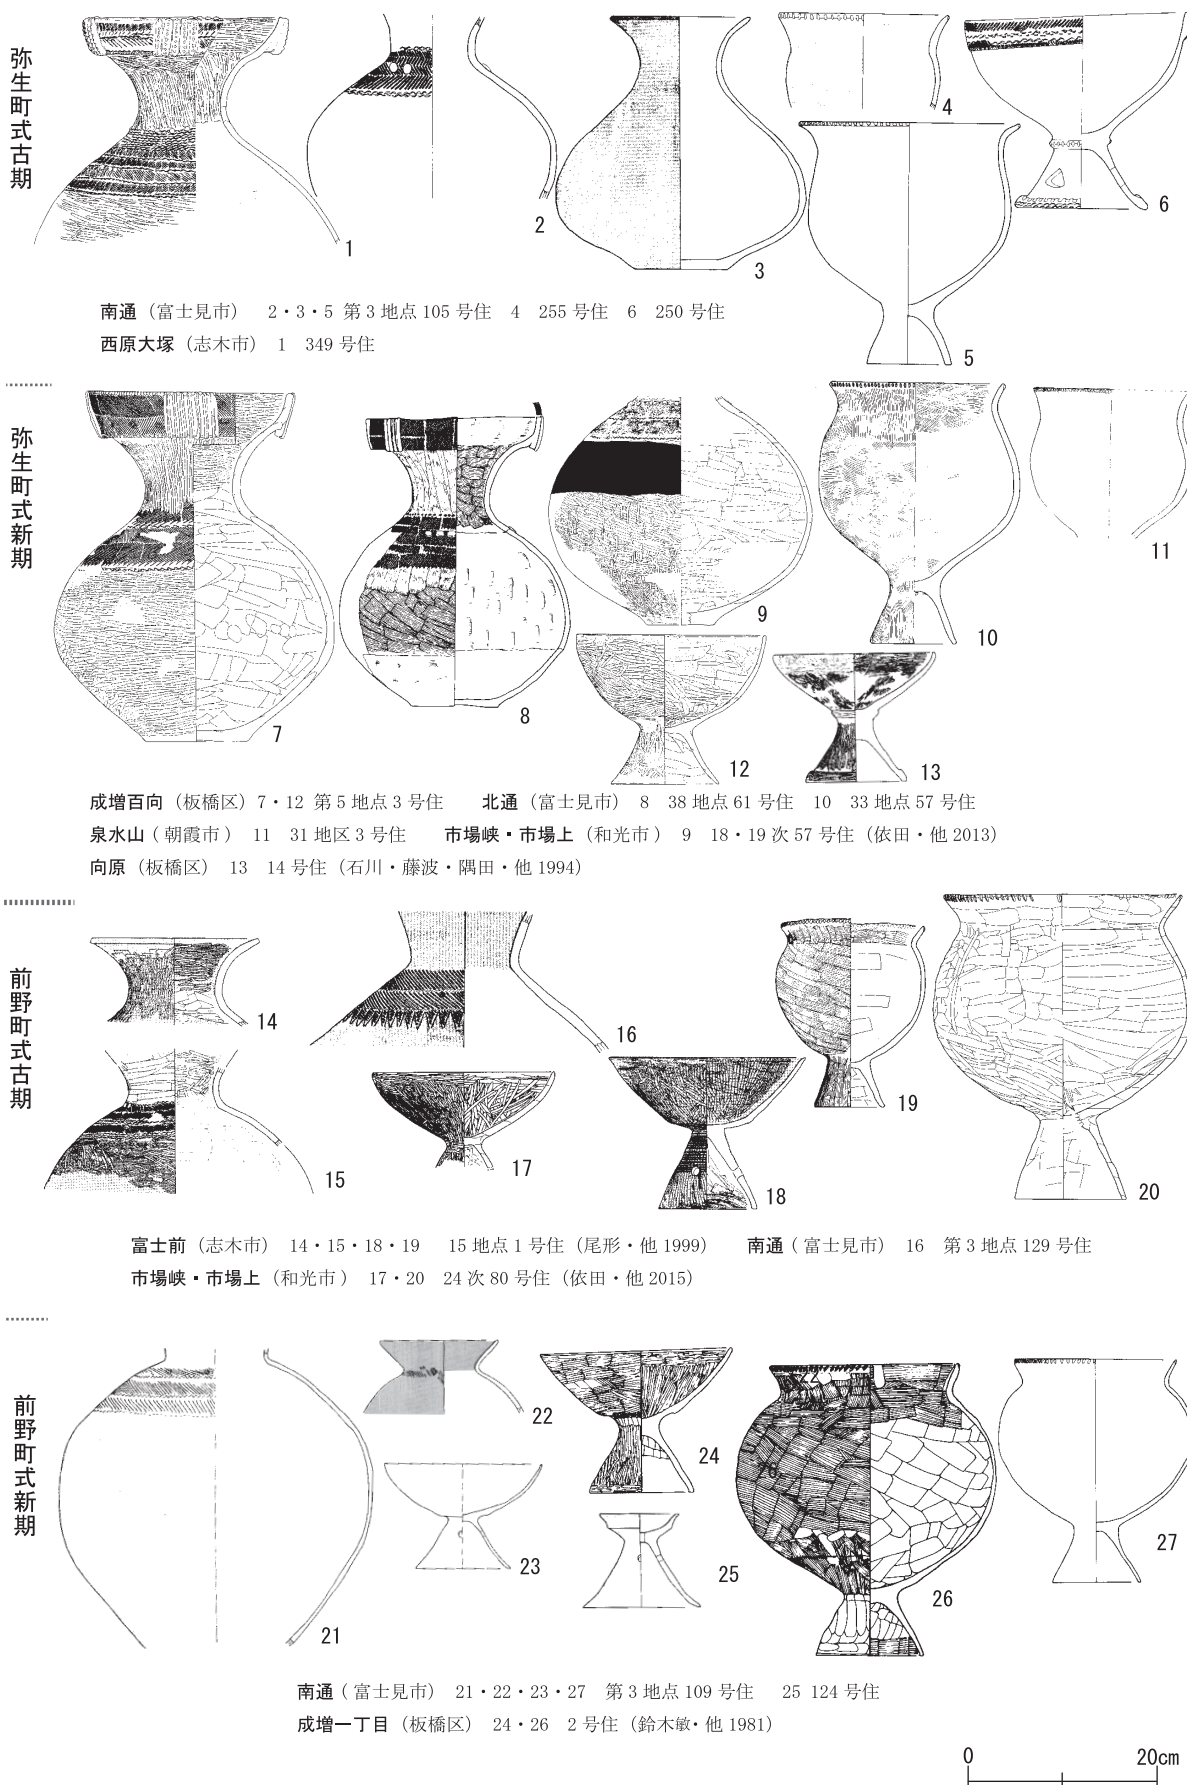 弥生町式古期
1
2
3
4
5
6
南通（富士見市）　2・3・5 第3地点105号住　4　255号住　6　250号住
西原大塚（志木市）　1　349号住
弥生町式新期
7
8
9
10
11
12
13
成増百向（板橋区）7・12 第5地点3号住　　北通（富士見市）　8　38地点61号住　10　33地点57号住
泉水山（朝霞市）　11　31地区3号住　　市場峡・市場上（和光市）　9　18・19次57号住（依田・他2013）
向原（板橋区）　13　14号住（石川・藤波・隅田・他1994）
前野町式古期
14
15
16
17
18
19
20
富士前（志木市）　14・15・18・19　　15地点1号住（尾形・他1999）　　南通（富士見市）　16　第3地点129号住
市場峡・市場上（和光市）　17・20　24次80号住（依田・他2015）
前野町式新期
21
22
23
24
25
26
27
南通（富士見市）　21・22・23・27　第3地点109号住　　25 124号住
成増一丁目（板橋区）　24・26　2号住（鈴木敏・他1981）
0　20cm